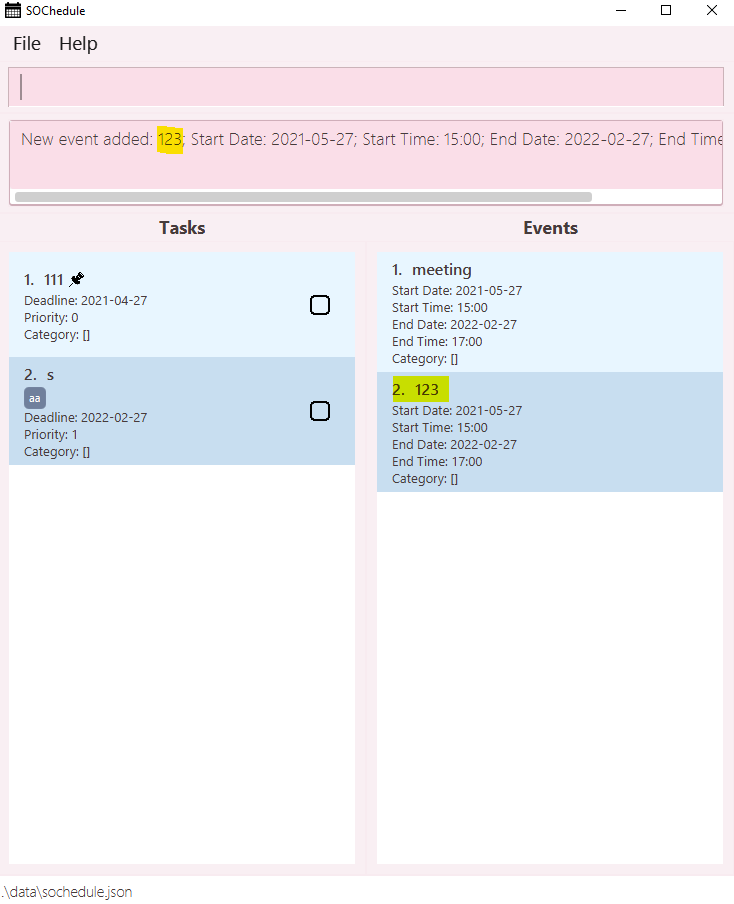 SOChedule
File Help
New event added: 123; Start Date: 2021-05-27; Start Time: 15:00; End Date: 2022-02-27; End Time
Tasks
1. 111
Deadline: 2021-04-27
Priority: 0
Category: []
2. s
aa
Deadline: 2022-02-27
Priority: 1
Category: []
Events
1. meeting
Start Date: 2021-05-27
Start Time: 15:00
End Date: 2022-02-27
End Time: 17:00
Category: []
2. 123
Start Date: 2021-05-27
Start Time: 15:00
End Date: 2022-02-27
End Time: 17:00
Category: []
.\data\sochedule.json